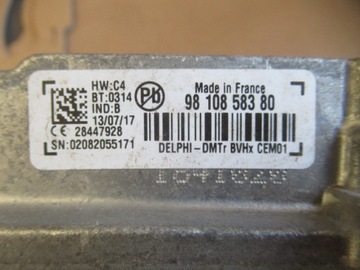 HW:C4
BT:0314
IND:B
13/07/17
CE 28447928
SN:02082055171
Made in France
98 108 583 80
DELPHI-DMTr BVHx CEM01